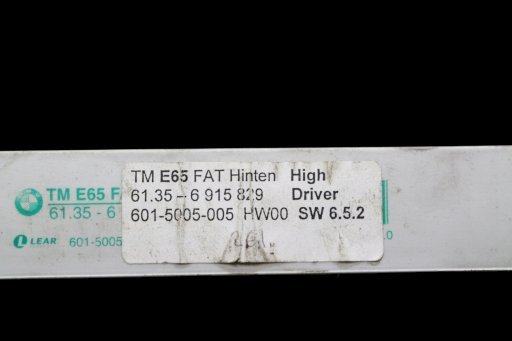 TM E65 FAT Hinten High
61.35 – 6 915 829 Driver
601-5005-005 HW00 SW 6.5.2
TM E65 F
61.35 - 6
LEAR 601-5005
.0